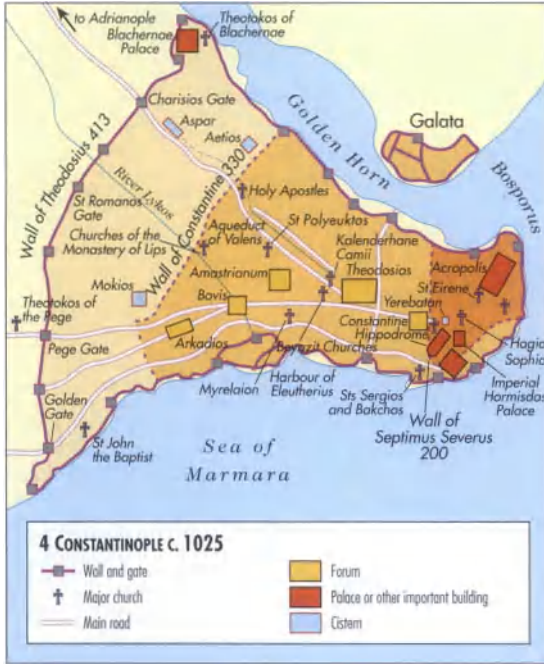 to Adrianople
Blachernae
Palace
Theotokos of
Blachernae
Charisios Gate
Aspar
Aetios
Golden Horn
Galata
Bosporus
Wall of Theodosius 413
River Lykos
Wall of Constantine 330
St Romanos
Gate
Churches of the
Monastery of Lips
Holy Apostles
Aqueduct
of Valens
St Polyeuktos
Kalenderhane
Camii
Theodosios
Amastrianum
Bovis
Mokios
Theotokos of
the Pege
Pege Gate
Arkadios
Acropolis
St Eirene
Yerebatan
Constantine
Hippodrome
Hagia
Sophia
Imperial
Hormisdas
Palace
Beyazit Churches
Myrelaion
Harbour of
Eleutherius
Sts Sergios
and Bakchos
Wall of
Septimus Severus
200
Golden
Gate
St John
the Baptist
Sea of
Marmara
4 CONSTANTINOPLE C. 1025
Wall and gate
Major church
Main road
Forum
Palace or other important building
Cistern